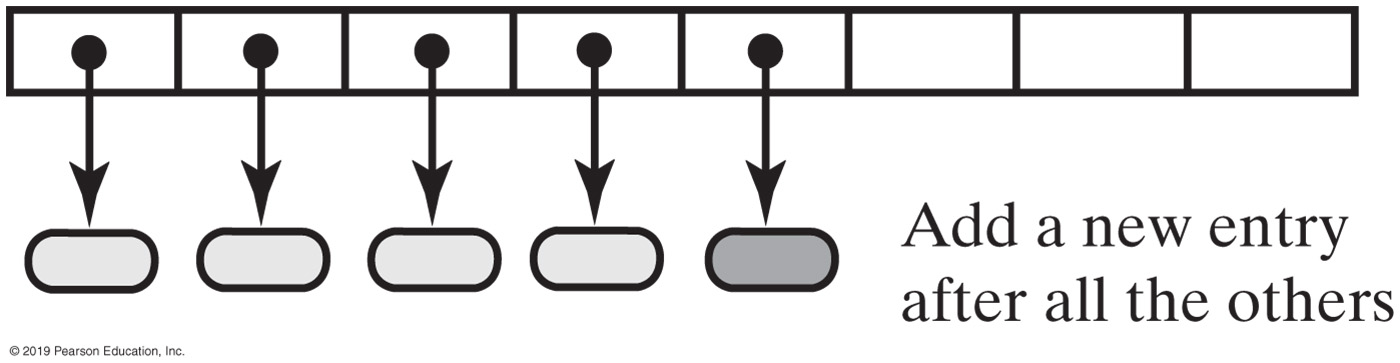 Add a new entry
after all the others
© 2019 Pearson Education, Inc.